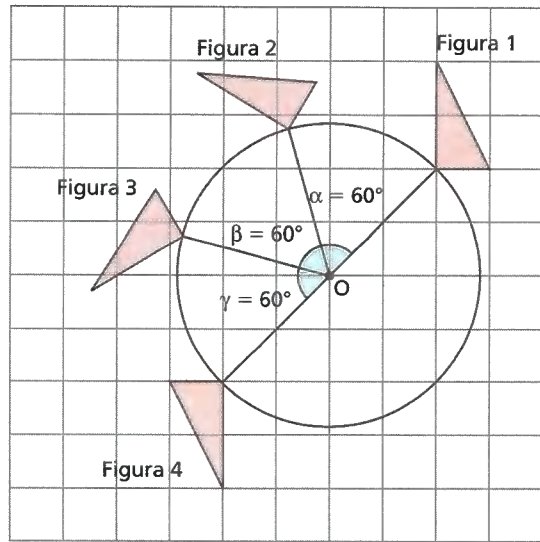 Figura 1
Figura 2
α = 60°
Figura 3
β = 60°
O
γ = 60°
Figura 4